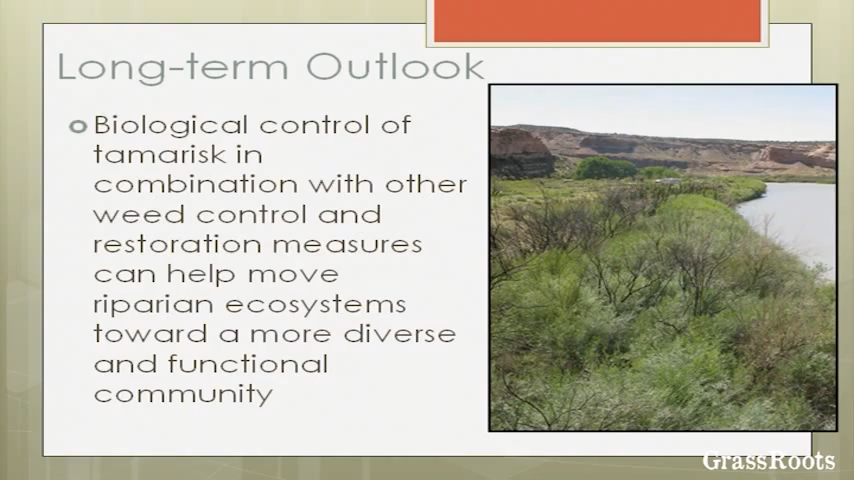 Long-term Outlook
Biological control of
tamarisk in
combination with other
weed control and
restoration measures
can help move
riparian ecosystems
toward a more diverse
and functional
community
GrassRoots